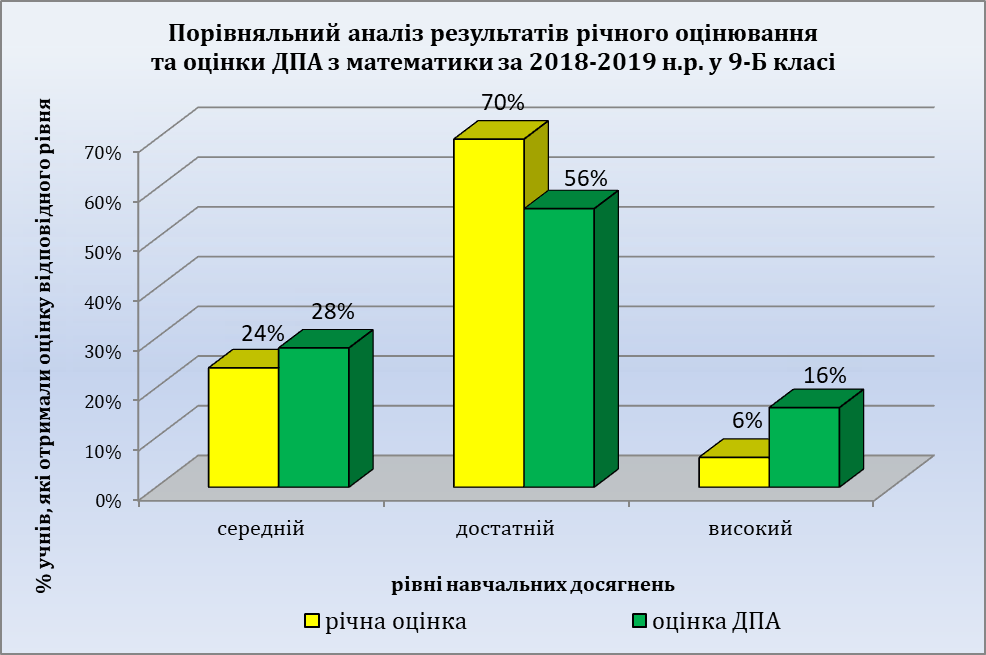 Порівняльний аналіз результатів річного оцінювання
та оцінки ДПА з математики за 2018-2019 н.р. у 9-Б класі
% учнів, які отримали оцінку відповідного рівня
70%
60%
50%
40%
30%
20%
10%
0%
24%
28%
70%
56%
6%
16%
середній
достатній
високий
рівні навчальних досягнень
річна оцінка
оцінка ДПА